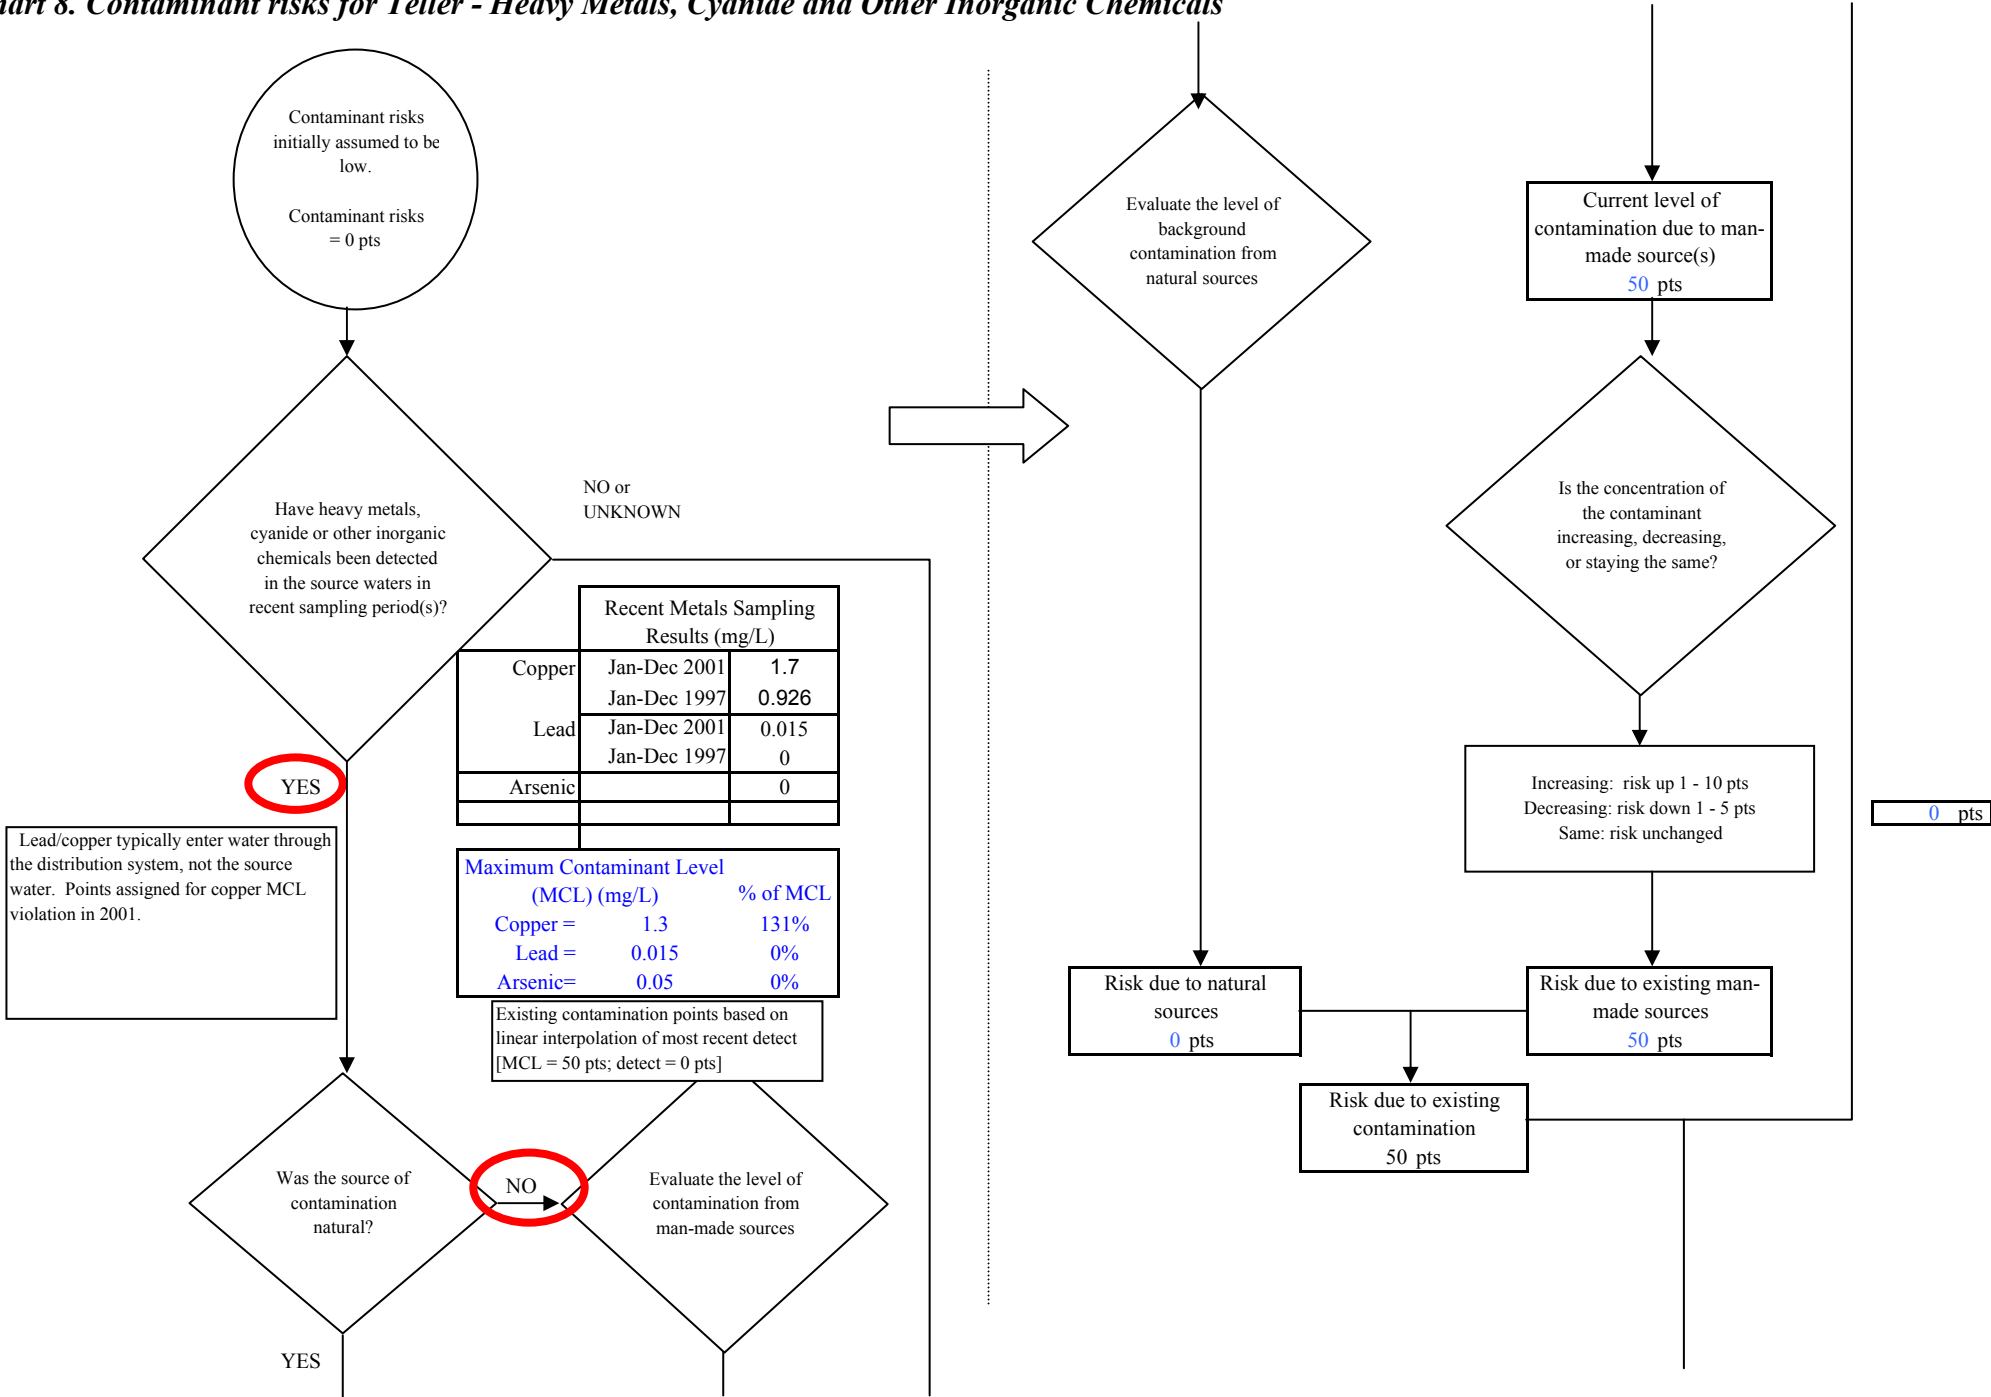 hart 8. Contaminant risks for Teller - Heavy Metals, Cyanide and Other Inorganic Chemicals
Contaminant risks
initially assumed to be
low.
Contaminant risks
= 0 pts
Have heavy metals,
cyanide or other inorganic
chemicals been detected
in the source waters in
recent sampling period(s)?
NO or
UNKNOWN
Recent Metals Sampling
Results (mg/L)
Copper Jan-Dec 2001 1.7
Jan-Dec 1997 0.926
Lead Jan-Dec 2001 0.015
Jan-Dec 1997 0
Arsenic 0
YES
Lead/copper typically enter water through
the distribution system, not the source
water. Points assigned for copper MCL
violation in 2001.
Maximum Contaminant Level
(MCL) (mg/L) % of MCL
Copper = 1.3 131%
Lead = 0.015 0%
Arsenic= 0.05 0%
Existing contamination points based on
linear interpolation of most recent detect
[MCL = 50 pts; detect = 0 pts]
Was the source of
contamination
natural?
NO
Evaluate the level of
contamination from
man-made sources
YES
Evaluate the level of
background
contamination from
natural sources
Current level of
contamination due to man-
made source(s)
50 pts
Is the concentration of
the contaminant
increasing, decreasing,
or staying the same?
Increasing: risk up 1 - 10 pts
Decreasing: risk down 1 - 5 pts
Same: risk unchanged
0 pts
Risk due to natural
sources
0 pts
Risk due to existing man-
made sources
50 pts
Risk due to existing
contamination
50 pts